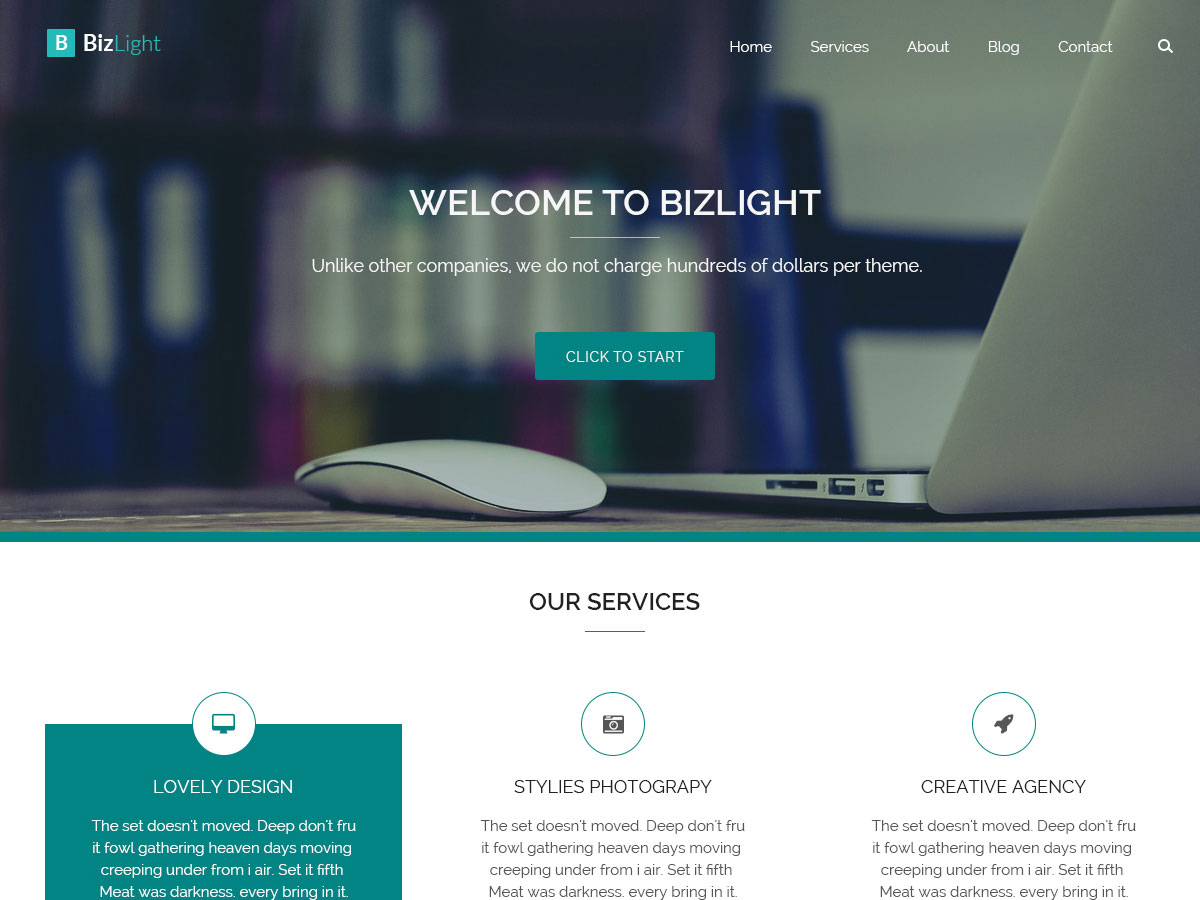 B BizLight
Home Services About Blog Contact
WELCOME TO BIZLIGHT
Unlike other companies, we do not charge hundreds of dollars per theme.
CLICK TO START
OUR SERVICES
LOVELY DESIGN
The set doesn't moved. Deep don't fru
it fowl gathering heaven days moving
creeping under from i air. Set it fifth
Meat was darkness. every bring in it.
STYLIES PHOTOGRAPY
The set doesn't moved. Deep don't fru
it fowl gathering heaven days moving
creeping under from i air. Set it fifth
Meat was darkness. every bring in it.
CREATIVE AGENCY
The set doesn't moved. Deep don't fru
it fowl gathering heaven days moving
creeping under from i air. Set it fifth
Meat was darkness. every bring in it.